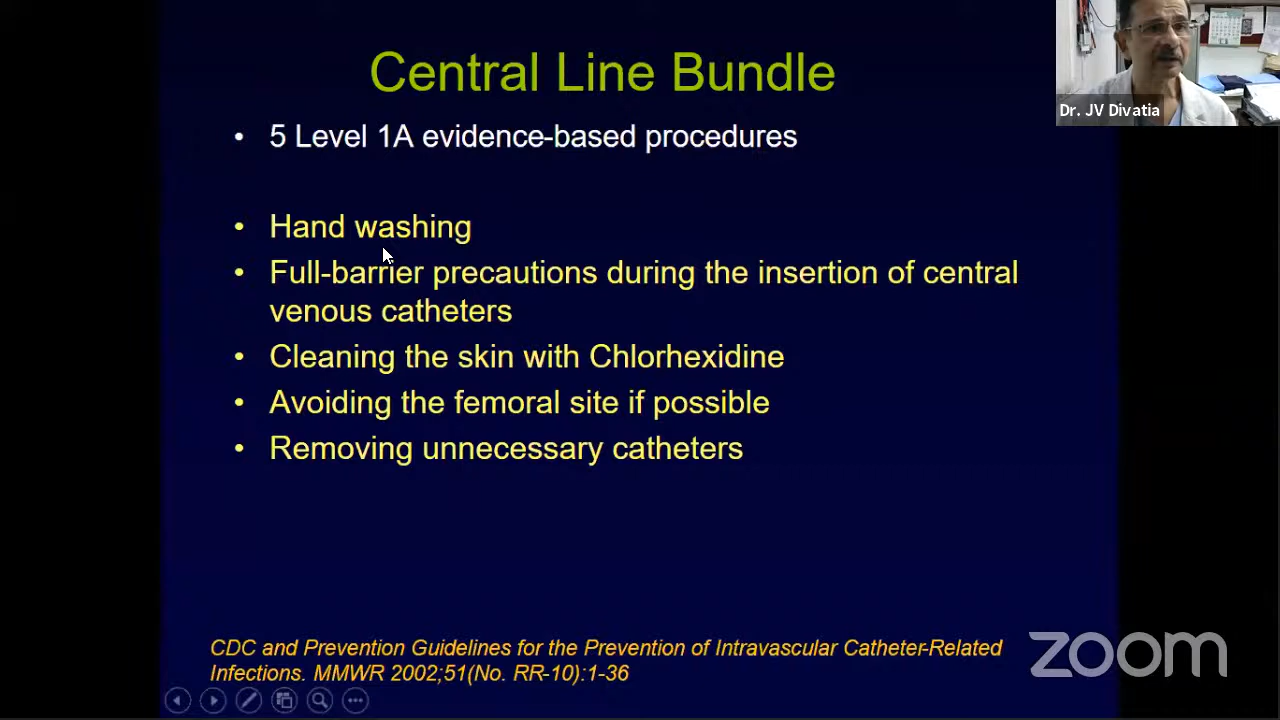 Central Line Bundle
Dr. JV Divatia
• 5 Level 1A evidence-based procedures
• Hand washing
• Full-barrier precautions during the insertion of central
venous catheters
• Cleaning the skin with Chlorhexidine
• Avoiding the femoral site if possible
• Removing unnecessary catheters
CDC and Prevention Guidelines for the Prevention of Intravascular Catheter-Related
Infections. MMWR 2002;51(No. RR-10):1-36
zoom